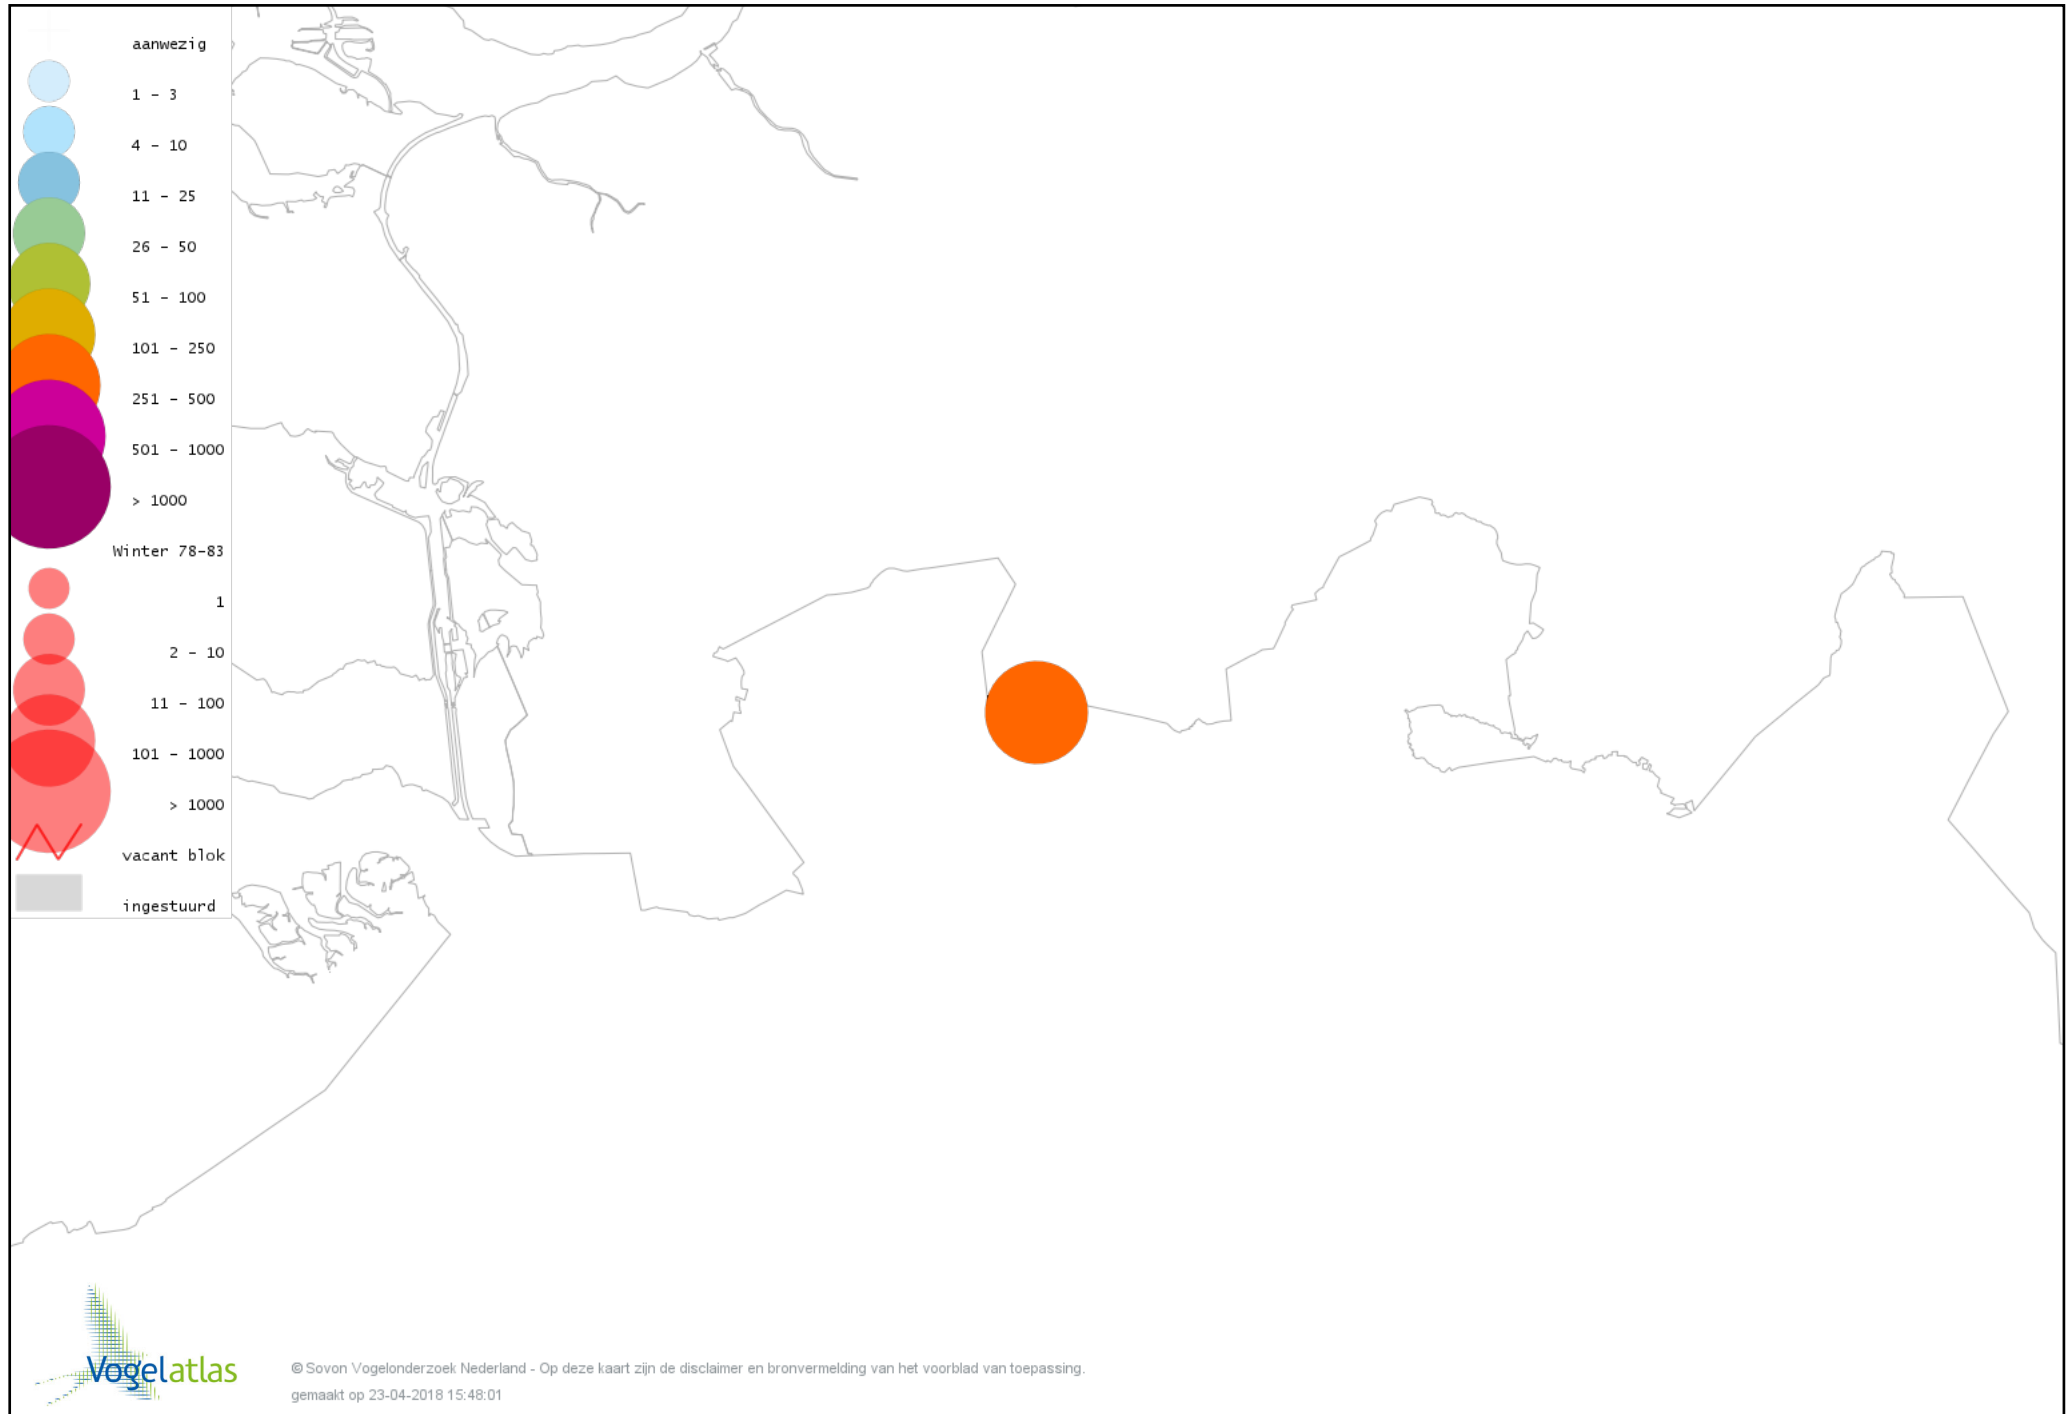 aanwezig
1 - 3
4 - 10
11 - 25
26 - 50
51 - 100
101 - 250
251 - 500
501 - 1000
> 1000
Winter 78-83
1
2 - 10
11 - 100
101 - 1000
> 1000
vacant blok
ingestuurd
Vogelatlas
© Sovon Vogelonderzoek Nederland - Op deze kaart zijn de disclaimer en bronvermelding van het voorblad van toepassing.
gemaakt op 23-04-2018 15:48:01